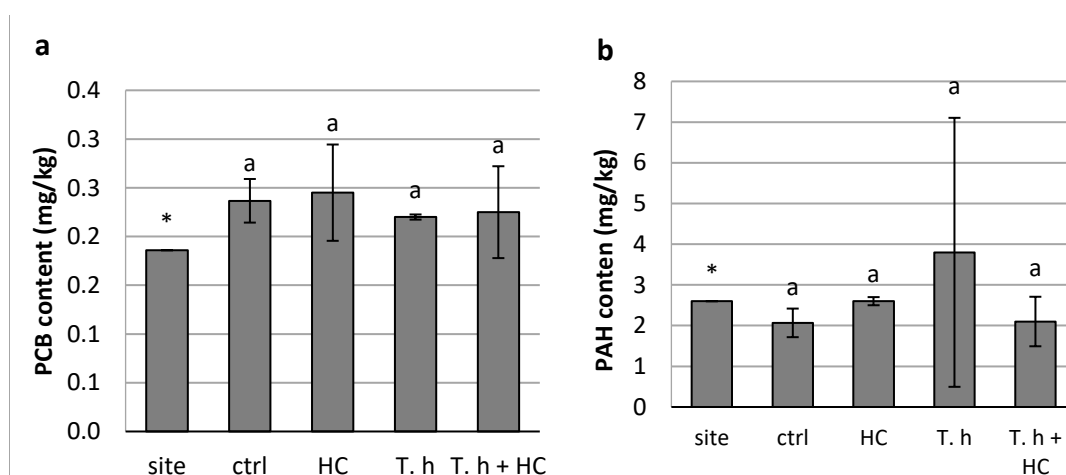 a
PCB content (mg/kg)
0.4
0.3
0.3
0.2
0.2
0.1
0.1
0.0
*
a
a
a
a
site ctrl HC T. h T. h + HC
b
PAH conten (mg/kg)
8
7
6
5
4
3
2
1
0
*
a
a
a
a
site ctrl HC T. h T. h +
HC